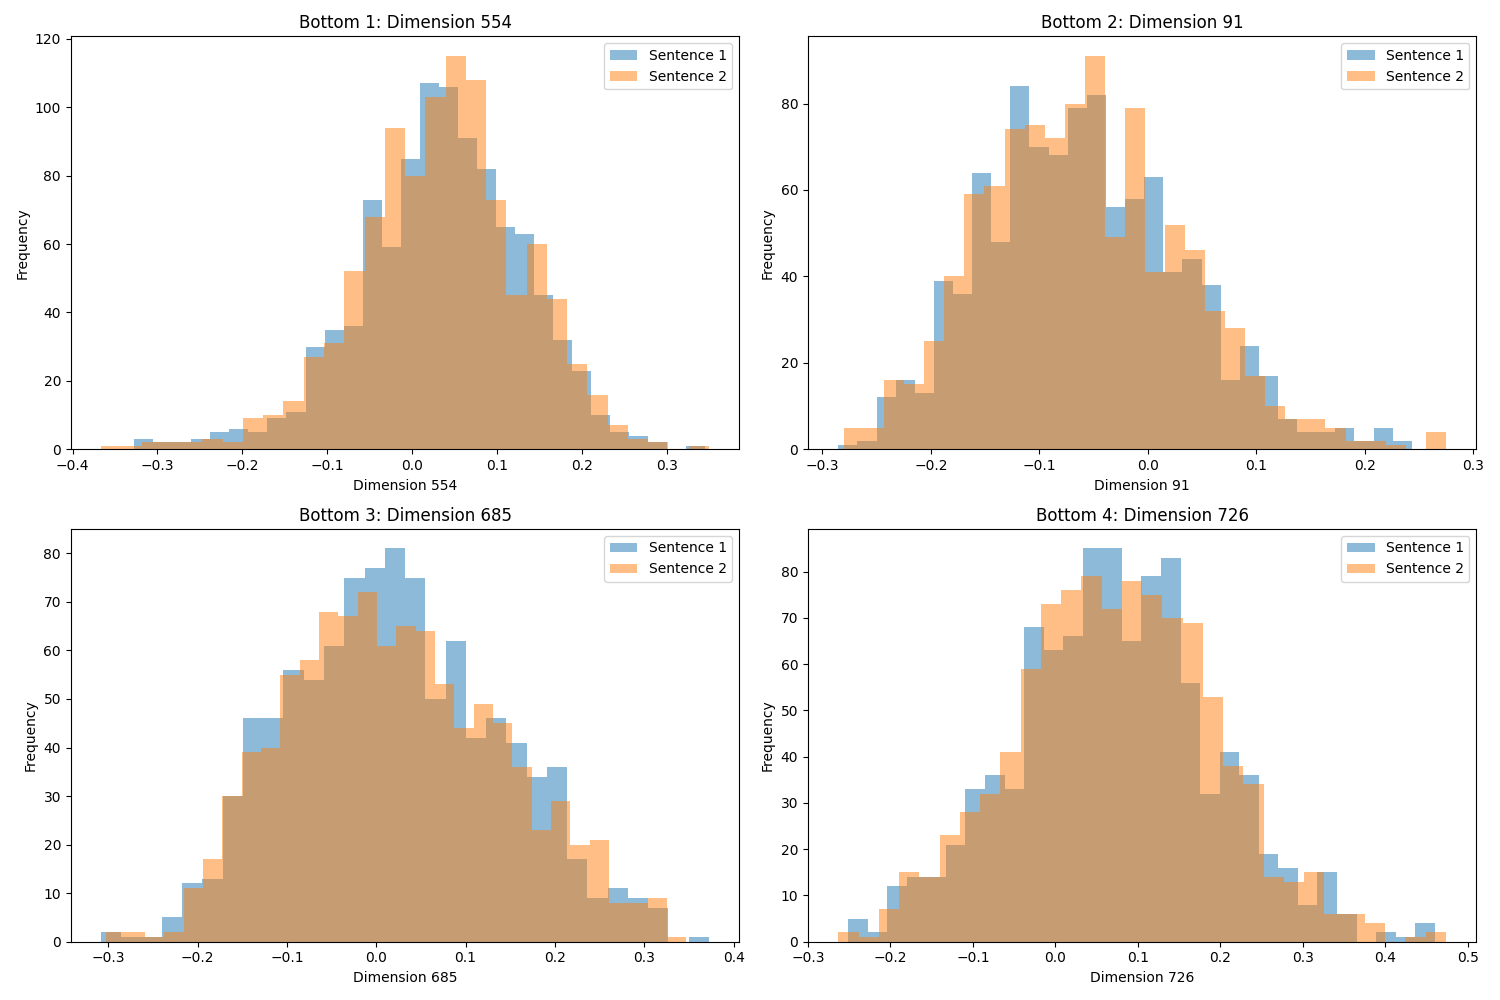 Bottom 1: Dimension 554
Sentence 1
Sentence 2
120
100
80
60
40
20
0
Frequency
−0.4 −0.3 −0.2 −0.1 0.0 0.1 0.2 0.3
Dimension 554
Bottom 2: Dimension 91
Sentence 1
Sentence 2
80
60
40
20
0
Frequency
−0.3 −0.2 −0.1 0.0 0.1 0.2 0.3
Dimension 91
Bottom 3: Dimension 685
Sentence 1
Sentence 2
80
70
60
50
40
30
20
10
0
Frequency
−0.3 −0.2 −0.1 0.0 0.1 0.2 0.3 0.4
Dimension 685
Bottom 4: Dimension 726
Sentence 1
Sentence 2
80
70
60
50
40
30
20
10
0
Frequency
−0.3 −0.2 −0.1 0.0 0.1 0.2 0.3 0.4 0.5
Dimension 726